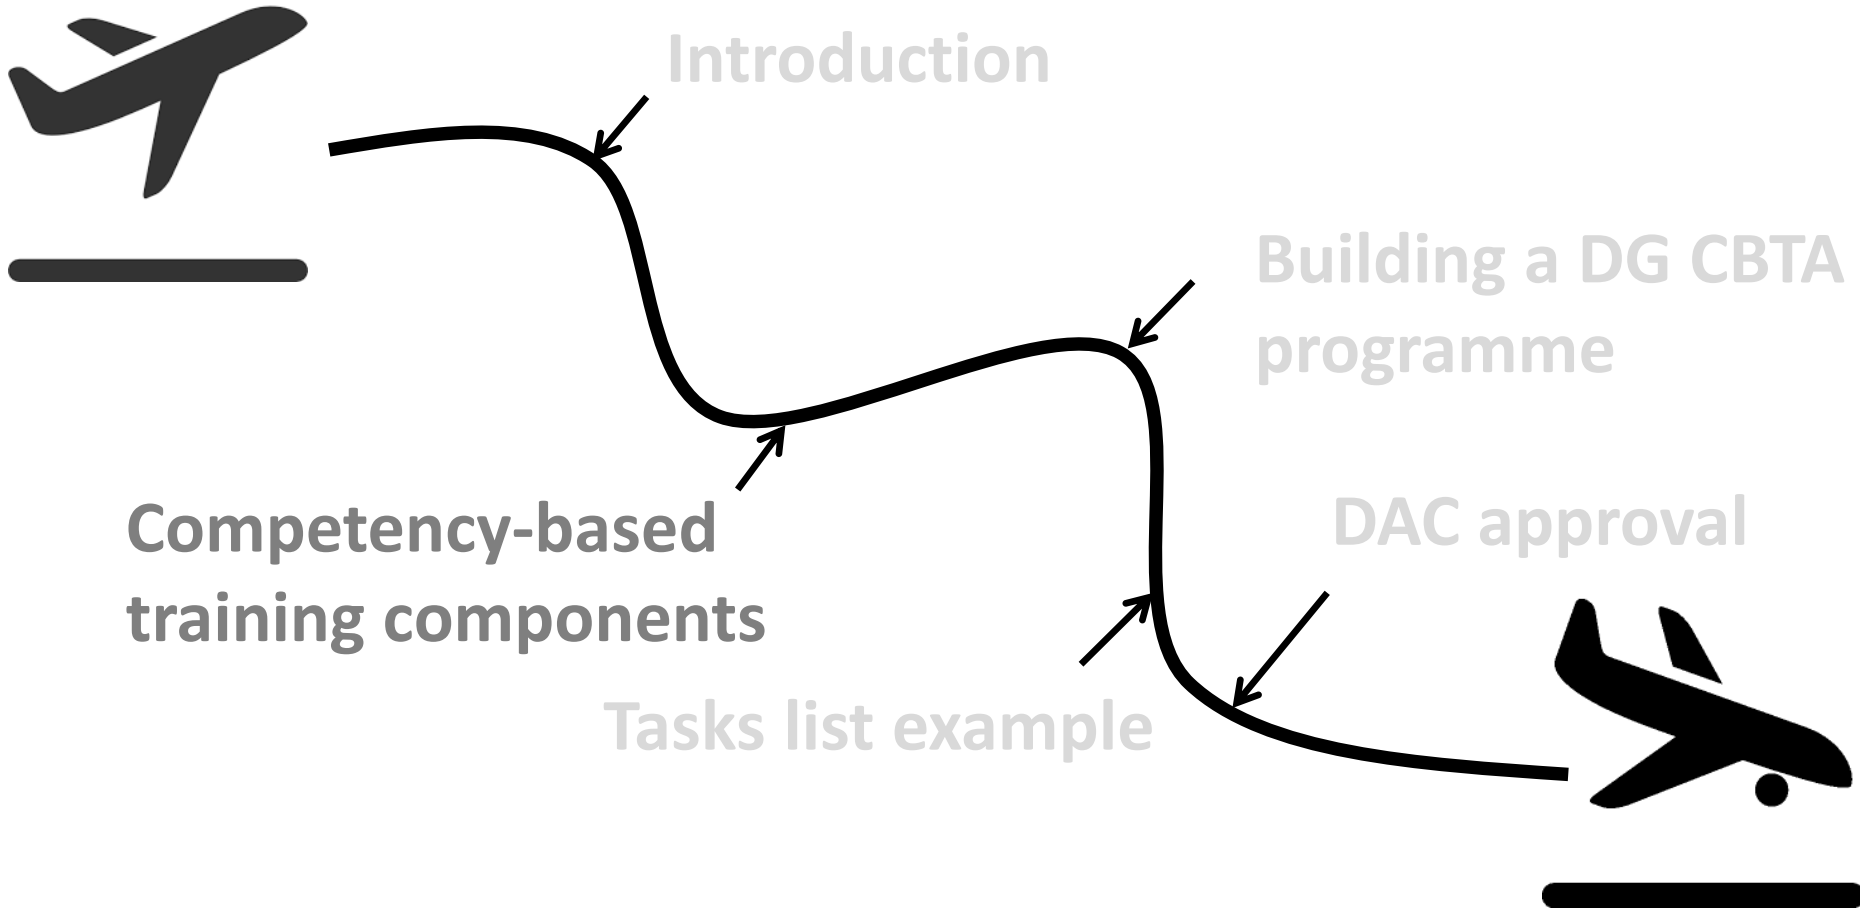 Introduction
Building a DG CBTA
programme
Competency-based
training components
DAC approval
Tasks list example